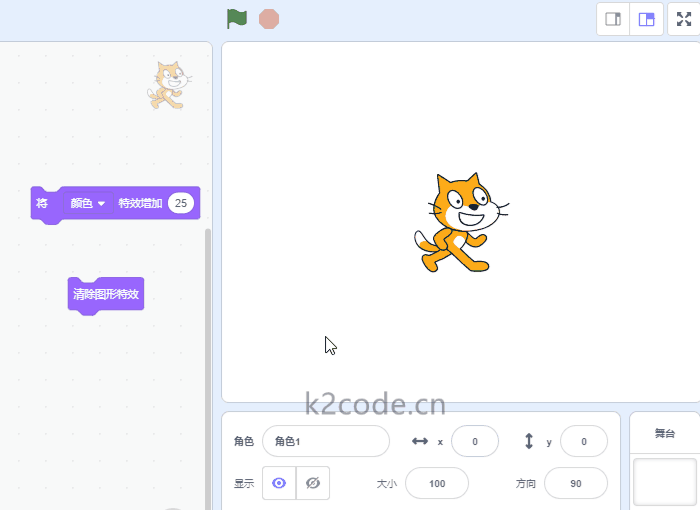 将 颜色 特效增加 25
清除图形特效
k2code.cn
角色 角色1 x 0 y 0
舞台
显示 大小 100 方向 90